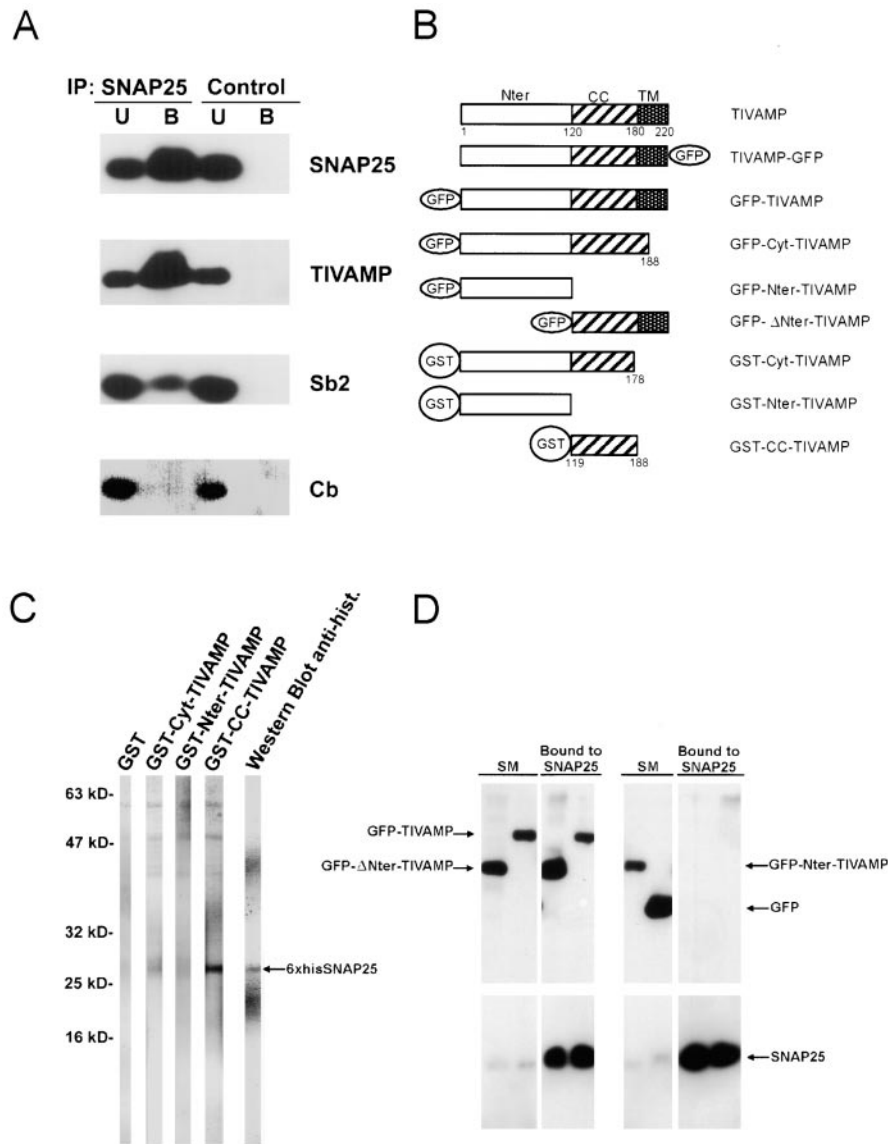 A
IP: SNAP25 Control
U B U B
SNAP25
TIVAMP
Sb2
Cb
B
Nter CC TM
1 120 180 220
TIVAMP
GFP
TIVAMP-GFP
GFP
GFP-TIVAMP
GFP
188
GFP-Cyt-TIVAMP
GFP
GFP-Nter-TIVAMP
GFP
GFP- ΔNter-TIVAMP
GST
178
GST-Cyt-TIVAMP
GST
GST-Nter-TIVAMP
GST
119 188
GST-CC-TIVAMP
C
GST
GST-Cyt-TIVAMP
GST-Nter-TIVAMP
GST-CC-TIVAMP
Western Blot anti-hist.
63 kD-
47 kD-
32 kD-
25 kD-
16 kD-
6xhisSNAP25
D
SM Bound to SNAP25 SM Bound to SNAP25
GFP-TIVAMP
GFP-ΔNter-TIVAMP
GFP-Nter-TIVAMP
GFP
SNAP25